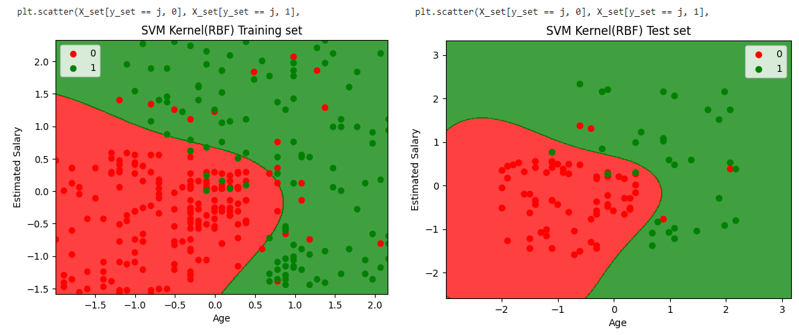 plt.scatter(X_set[y_set == j, 0], X_set[y_set == j, 1],
SVM Kernel(RBF) Training set
0
1
2.0
1.5
1.0
0.5
0.0
−0.5
−1.0
−1.5
Estimated Salary
−1.5 −1.0 −0.5 0.0 0.5 1.0 1.5 2.0
Age
plt.scatter(X_set[y_set == j, 0], X_set[y_set == j, 1],
SVM Kernel(RBF) Test set
0
1
3
2
1
0
−1
−2
Estimated Salary
−2 −1 0 1 2 3
Age